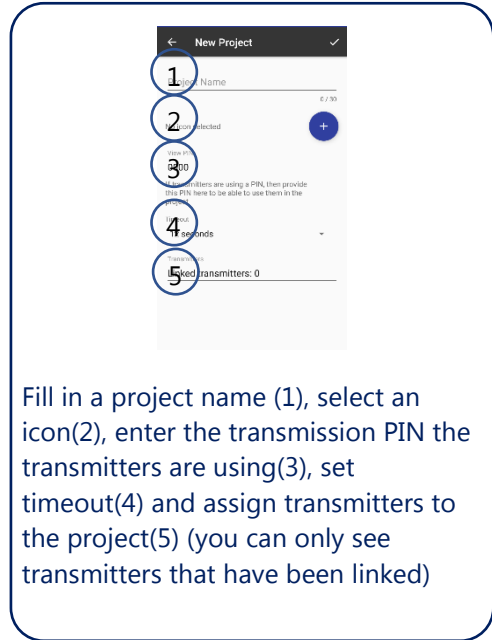 New Project
1
Project Name
0 / 30
2
No icon selected
+
View PIN
3
0000
If transmitters are using a PIN, then provide
this PIN here to be able to use them in the
project
Timeout
4
seconds
Transmitters
5
Linked transmitters: 0
Fill in a project name (1), select an
icon(2), enter the transmission PIN the
transmitters are using(3), set
timeout(4) and assign transmitters to
the project(5) (you can only see
transmitters that have been linked)